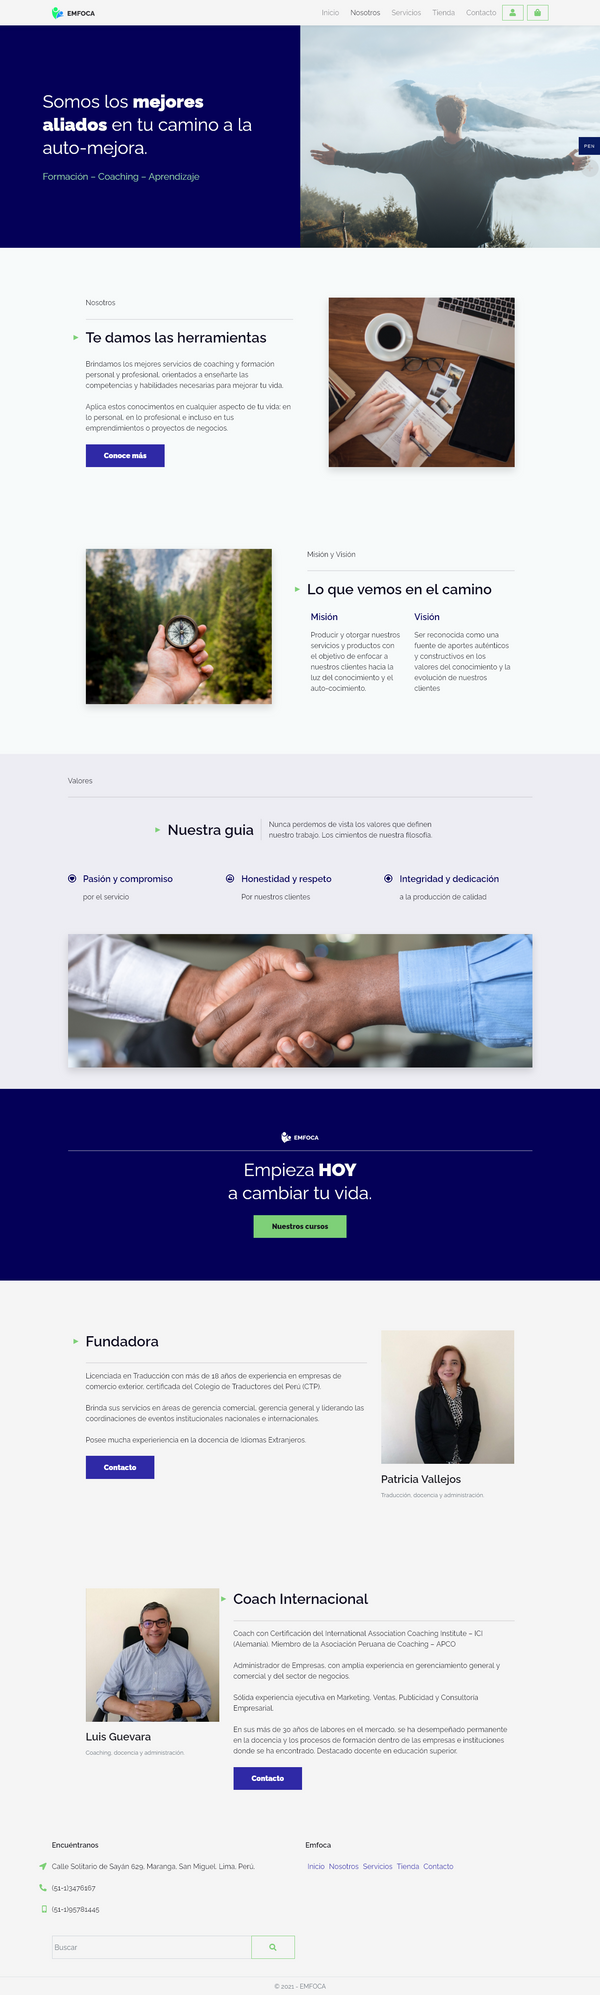 EMFOCA
Inicio Nosotros Servicios Tienda Contacto
Somos los mejores
aliados en tu camino a la
auto-mejora.
Formación – Coaching – Aprendizaje
PEN
Nosotros
Te damos las herramientas
Brindamos los mejores servicios de coaching y formación
personal y profesional, orientados a enseñarte las
competencias y habilidades necesarias para mejorar tu vida.
Aplica estos conocimientos en cualquier aspecto de tu vida: en
lo personal, en lo profesional e incluso en tus
emprendimientos o proyectos de negocios.
Conoce más
Misión y Visión
Lo que vemos en el camino
Misión
Producir y otorgar nuestros
servicios y productos con
el objetivo de enfocar a
nuestros clientes hacia la
luz del conocimiento y el
auto-cocimiento.
Visión
Ser reconocida como una
fuente de aportes auténticos
y constructivos en los
valores del conocimiento y la
evolución de nuestros
clientes
Valores
Nuestra guia
Nunca perdemos de vista los valores que definen
nuestro trabajo. Los cimientos de nuestra filosofía.
Pasión y compromiso
por el servicio
Honestidad y respeto
Por nuestros clientes
Integridad y dedicación
a la producción de calidad
EMFOCA
Empieza HOY
a cambiar tu vida.
Nuestros cursos
Fundadora
Licenciada en Traducción con más de 18 años de experiencia en empresas de
comercio exterior, certificada del Colegio de Traductores del Perú (CTP).
Brinda sus servicios en áreas de gerencia comercial, gerencia general y liderando las
coordinaciones de eventos institucionales nacionales e internacionales.
Posee mucha experieriencia en la docencia de Idiomas Extranjeros.
Contacto
Patricia Vallejos
Traducción, docencia y administración.
Coach Internacional
Coach con Certificación del International Association Coaching Institute – ICI
(Alemania). Miembro de la Asociación Peruana de Coaching – APCO
Administrador de Empresas, con amplia experiencia en gerenciamiento general y
comercial y del sector de negocios.
Sólida experiencia ejecutiva en Marketing, Ventas, Publicidad y Consultoría
Empresarial.
En sus más de 30 años de labores en el mercado, se ha desempeñado permanente
en la docencia y los procesos de formación dentro de las empresas e instituciones
donde se ha encontrado. Destacado docente en educación superior.
Contacto
Luis Guevara
Coaching, docencia y administración
Encuéntranos
Calle Solitario de Sayán 629, Maranga, San Miguel. Lima, Perú.
(51-1)3476167
(51-1)95781445
Buscar
Emfoca
Inicio Nosotros Servicios Tienda Contacto
© 2021 - EMFOCA